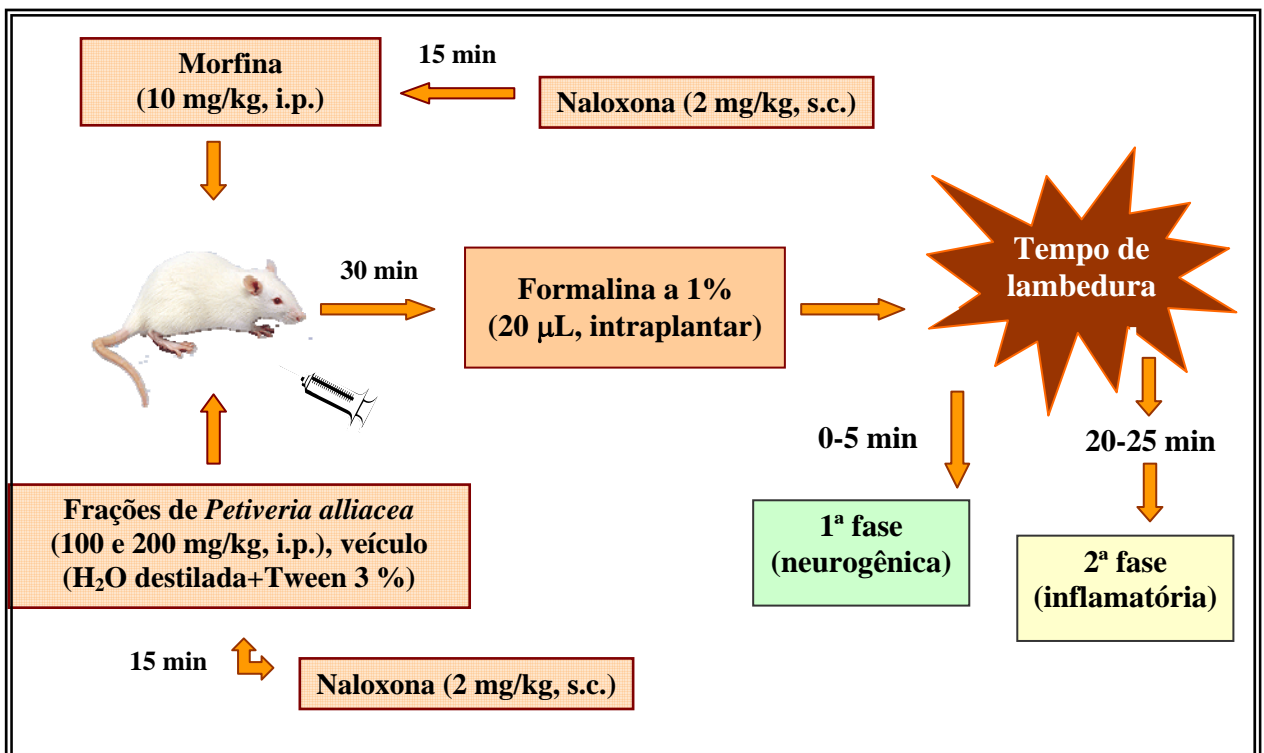 Morfina
(10 mg/kg, i.p.)
15 min
Naloxona (2 mg/kg, s.c.)
30 min
Formalina a 1%
(20 μL, intraplantar)
Tempo de
lambedura
0-5 min
20-25 min
1ª fase
(neurogênica)
2ª fase
(inflamatória)
Frações de Petiveria alliacea
(100 e 200 mg/kg, i.p.), veículo
(H₂O destilada+Tween 3 %)
15 min
Naloxona (2 mg/kg, s.c.)